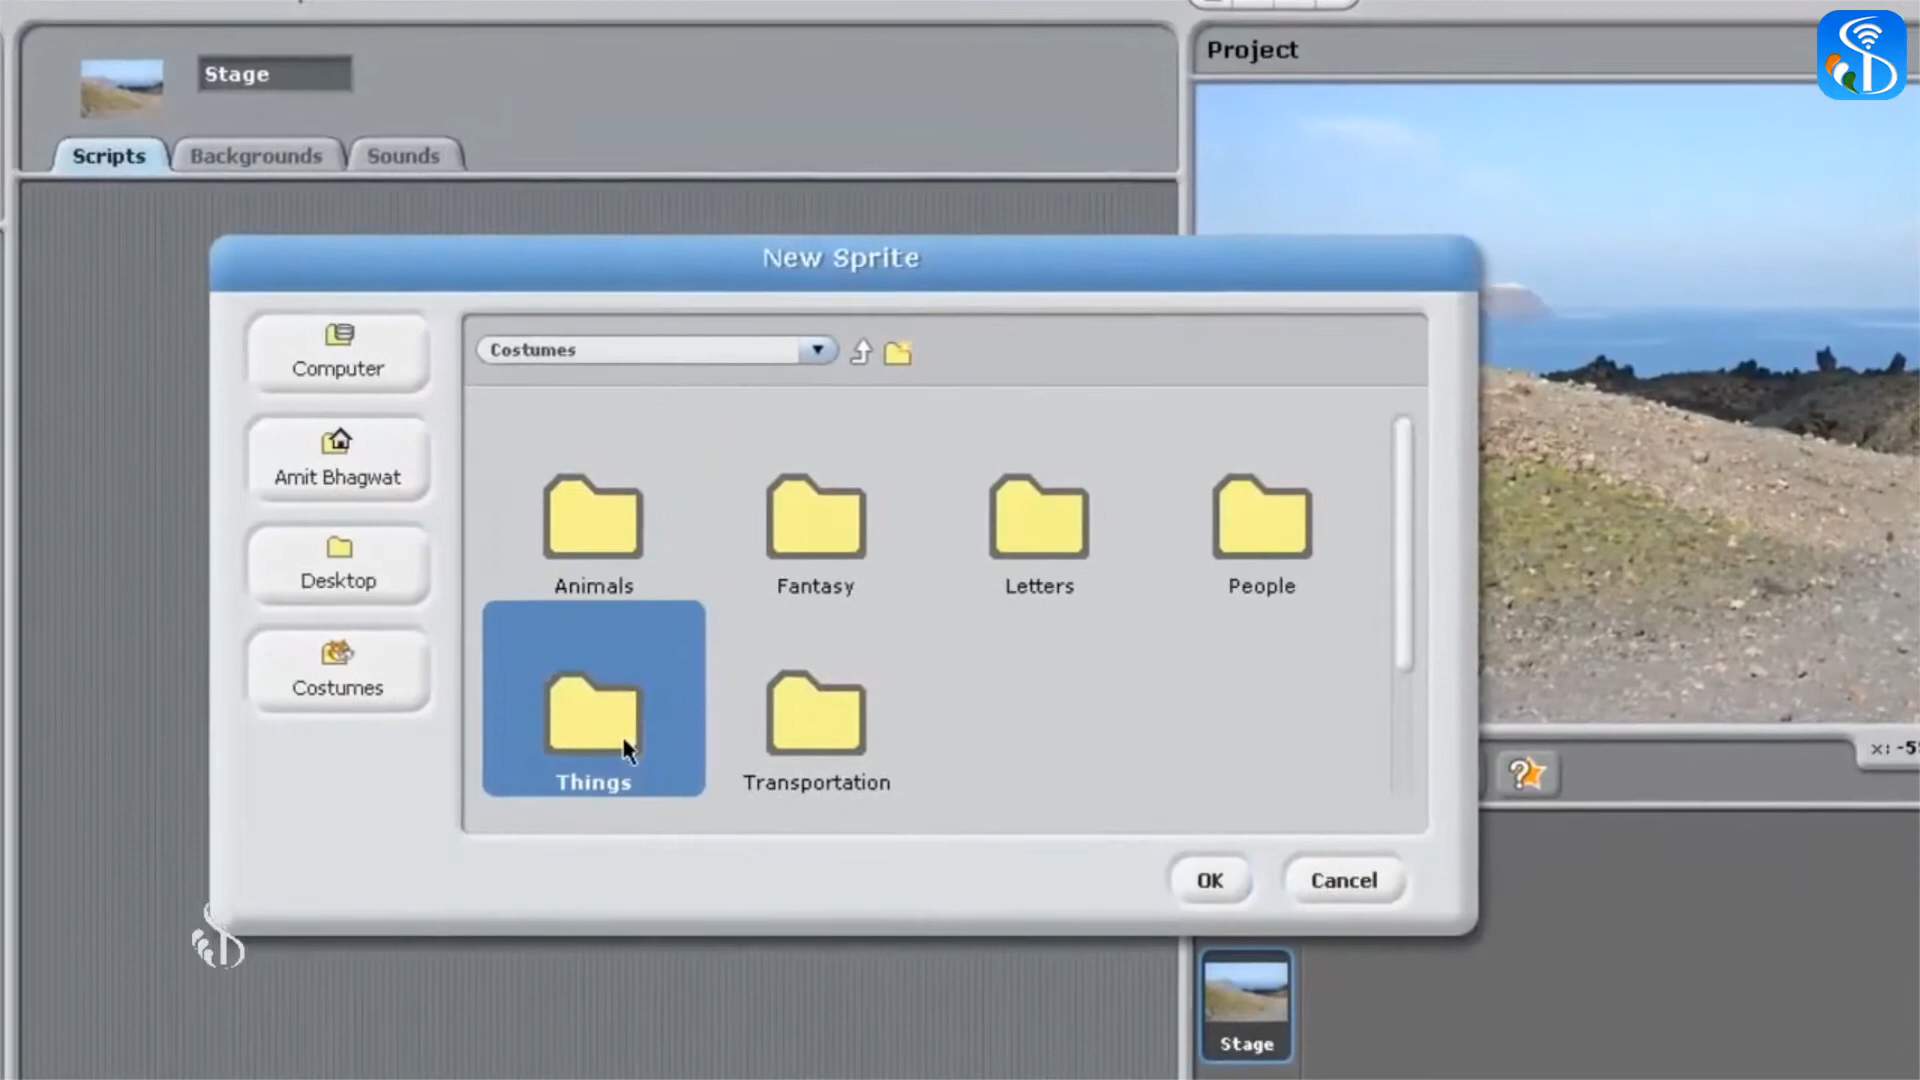 Stage
Project
Scripts
Backgrounds
Sounds
New Sprite
Computer
Amit Bhagwat
Desktop
Costumes
Costumes
Animals
Fantasy
Letters
People
Things
Transportation
OK
Cancel
x: -5
Stage